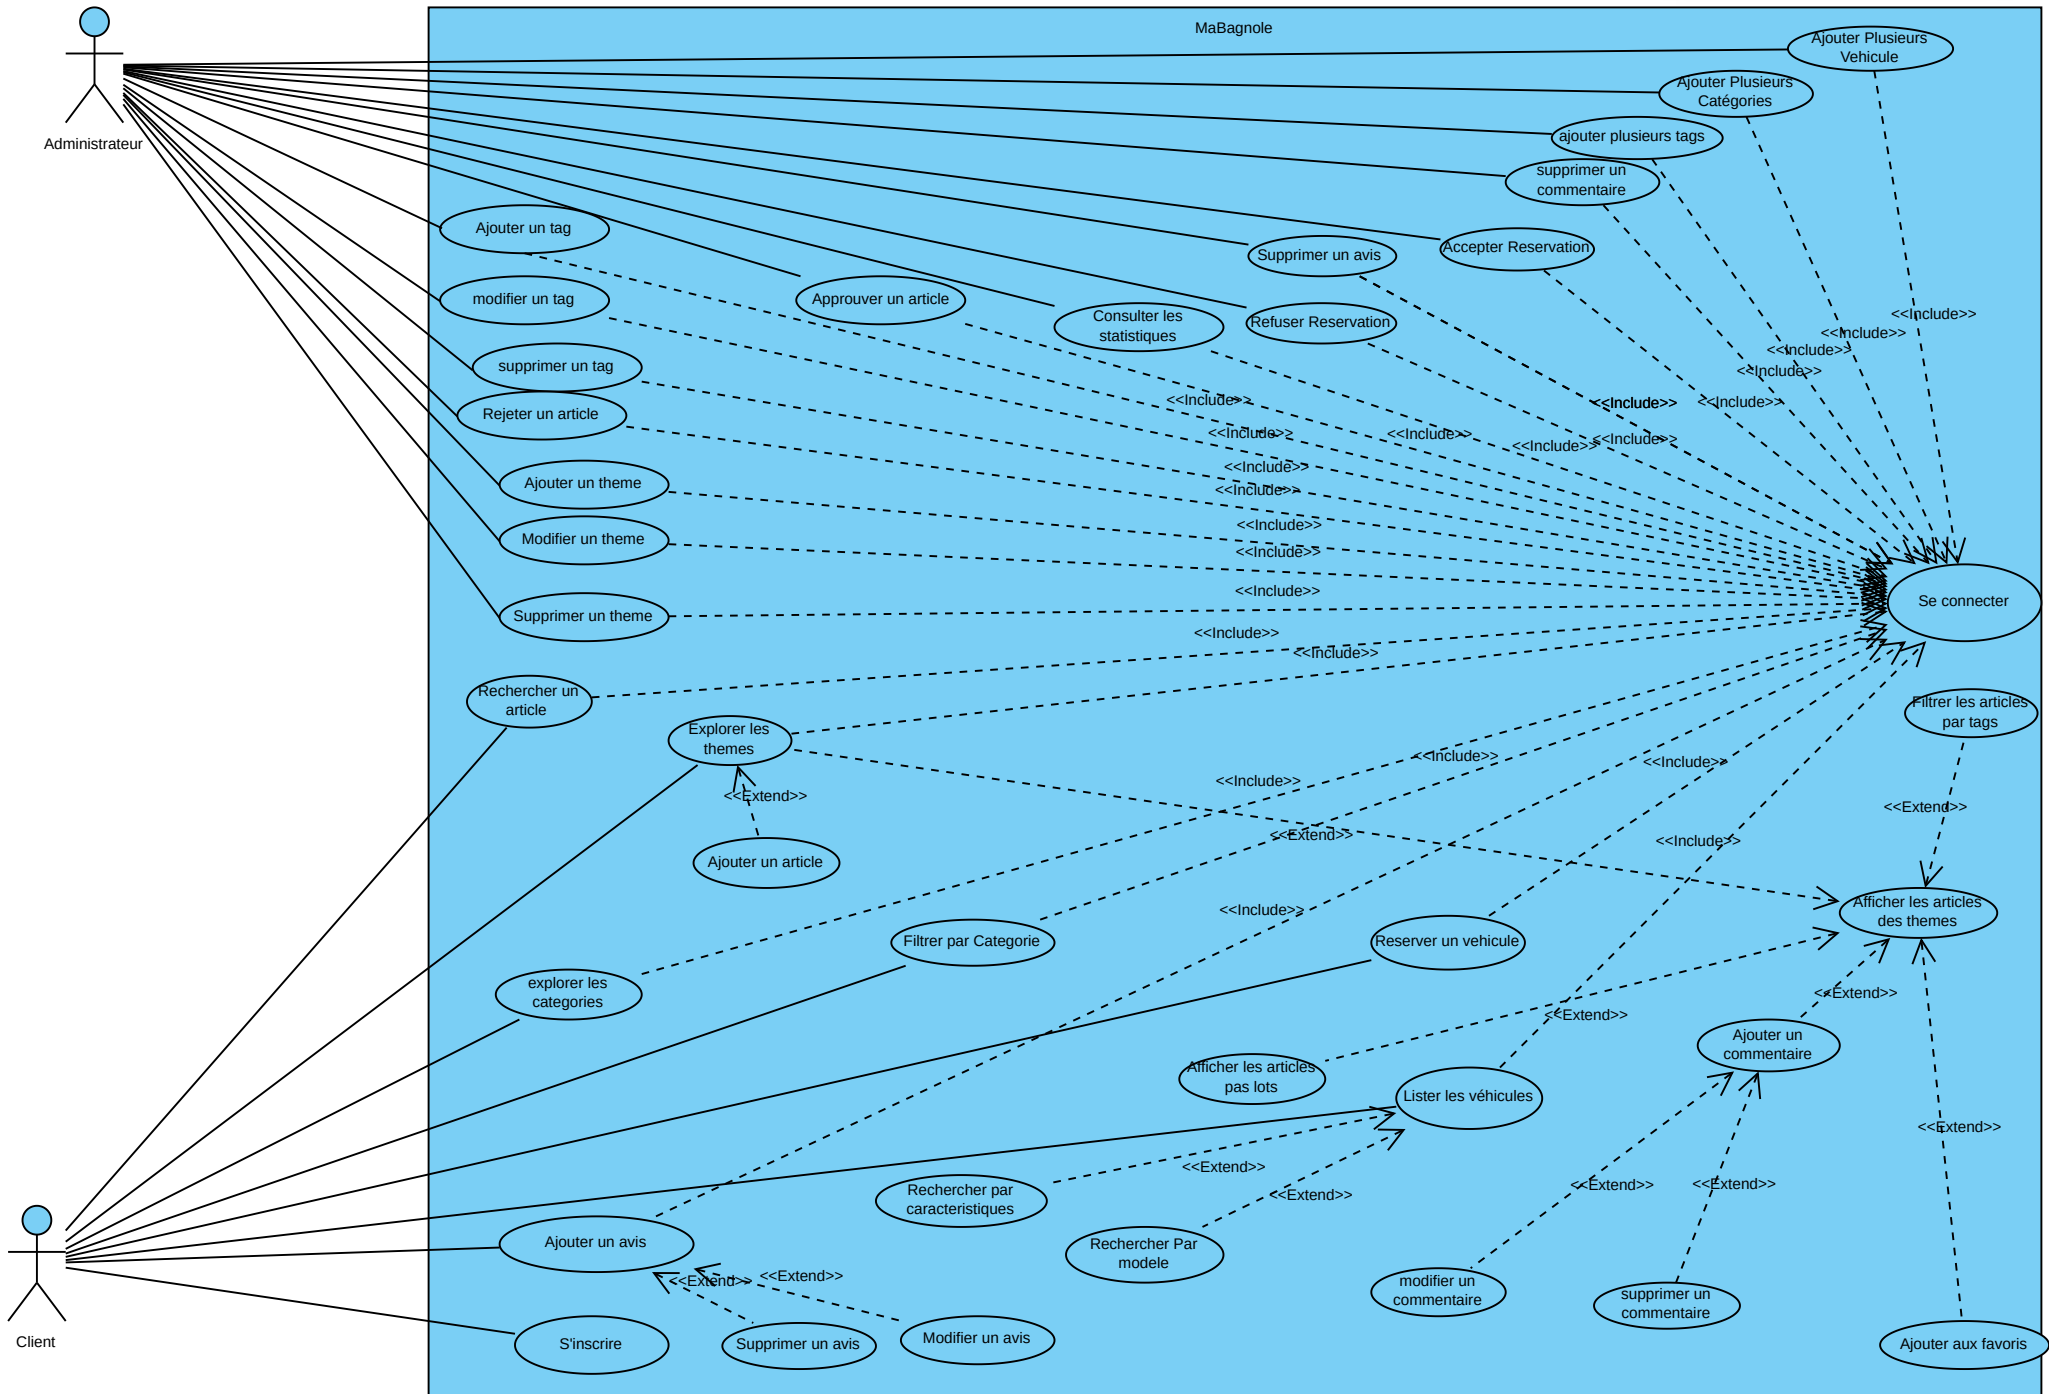 MaBagnole
Ajouter Plusieurs
Vehicule
Ajouter Plusieurs
Catégories
Administrateur
ajouter plusieurs tags
supprimer un
commentaire
Ajouter un tag
Accepter Reservation
Supprimer un avis
modifier un tag
Approuver un article
Consulter les
statistiques
Refuser Reservation
<<Include>>
<<Include>>
<<Include>>
<<Include>>
supprimer un tag
<<Include>>
<<Include>>
<<Include>>
Rejeter un article
<<Include>>
<<Include>>
<<Include>>
<<Include>>
<<Include>>
Ajouter un theme
<<Include>>
<<Include>>
Modifier un theme
<<Include>>
<<Include>>
Se connecter
Supprimer un theme
<<Include>>
<<Include>>
Rechercher un
article
Filtrer les articles
par tags
Explorer les
themes
<<Include>>
<<Include>>
<<Include>>
<<Extend>>
<<Extend>>
<<Extend>>
<<Include>>
Ajouter un article
Afficher les articles
des themes
<<Include>>
Filtrer par Categorie
Reserver un vehicule
explorer les
categories
<<Extend>>
<<Extend>>
Ajouter un
commentaire
Afficher les articles
pas lots
Lister les véhicules
<<Extend>>
<<Extend>>
<<Extend>>
<<Extend>>
<<Extend>>
Rechercher par
caracteristiques
Ajouter un avis
Rechercher Par
modele
<<Extend>>
<<Extend>>
modifier un
commentaire
supprimer un
commentaire
Client
S'inscrire
Supprimer un avis
Modifier un avis
Ajouter aux favoris